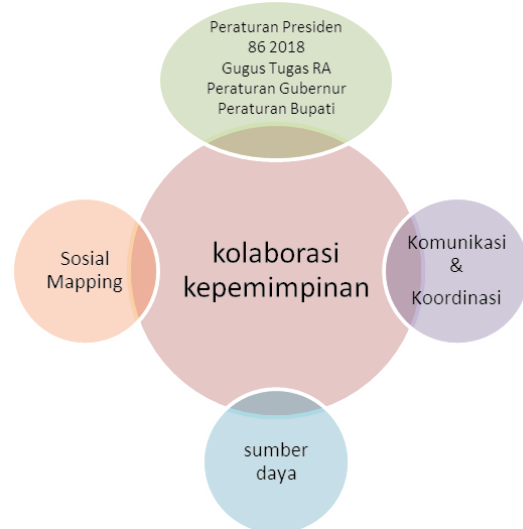 Peraturan Presiden
86 2018
Gugus Tugas RA
Peraturan Gubernur
Peraturan Bupati
Sosial
Mapping
kolaborasi
kepemimpinan
Komunikasi
&
Koordinasi
sumber
daya